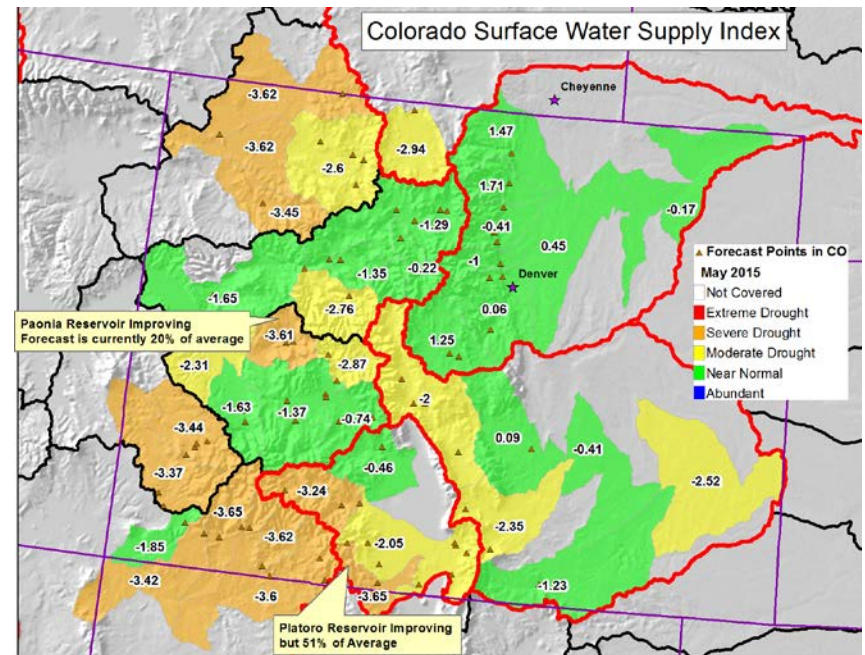 Colorado Surface Water Supply Index
Cheyenne
-3.62
1.47
-3.62
-2.94
-2.6
1.71
-3.45
-1.29
-0.41
-0.17
0.45
-1
-0.22
-1.35
Denver
-1.65
-2.76
0.06
Forecast Points in CO
May 2015
Not Covered
Extreme Drought
Severe Drought
Moderate Drought
Near Normal
Abundant
Paonia Reservoir Improving
Forecast is currently 20% of average
-3.61
1.25
-2.31
-2.87
-1.63
-1.37
-2
-0.74
-3.44
0.09
-0.41
-3.37
-0.46
-2.52
-3.24
-3.65
-3.62
-2.35
-2.05
-1.85
-3.42
-1.23
-3.6
-3.65
Platoro Reservoir Improving
but 51% of Average